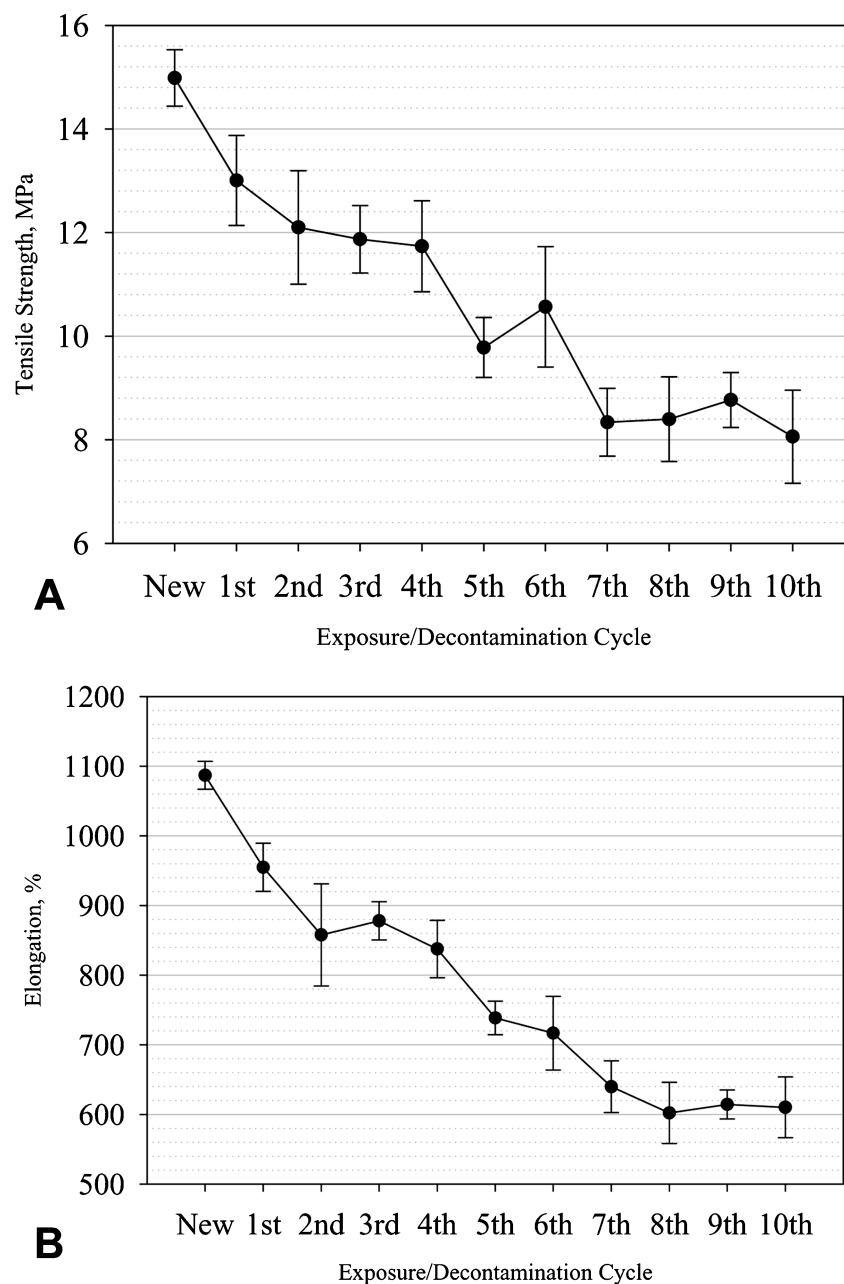 16
14
12
10
8
6
Tensile Strength, MPa
New 1st 2nd 3rd 4th 5th 6th 7th 8th 9th 10th
A
Exposure/Decontamination Cycle
1200
1100
1000
900
800
700
600
500
Elongation, %
New 1st 2nd 3rd 4th 5th 6th 7th 8th 9th 10th
B
Exposure/Decontamination Cycle